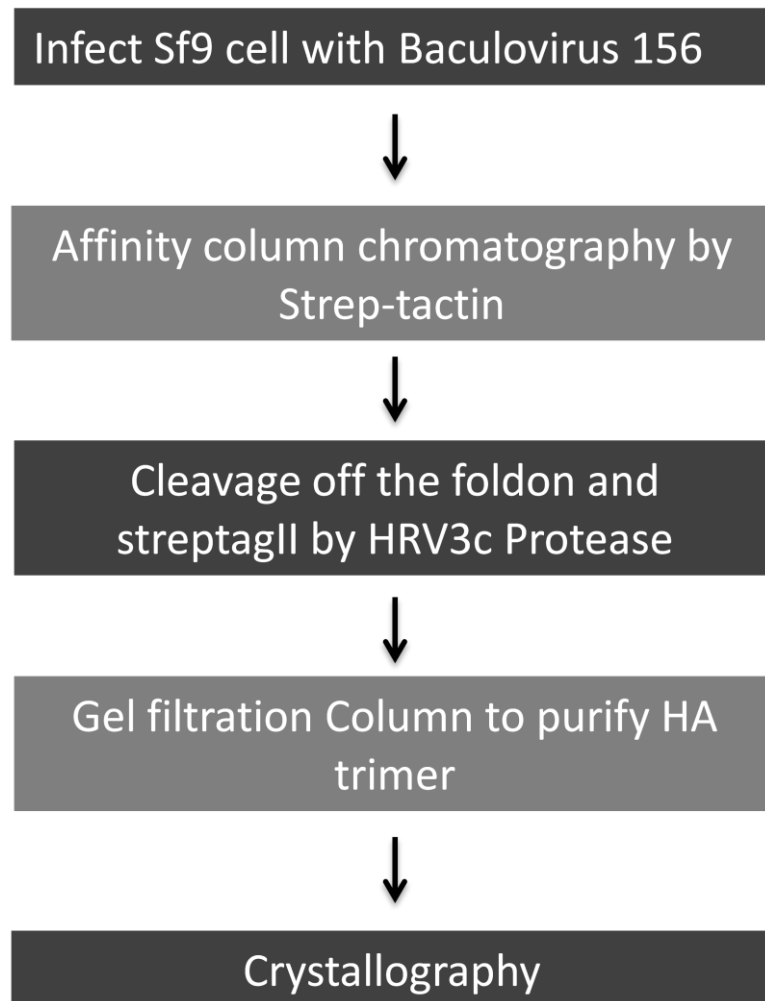 Infect Sf9 cell with Baculovirus 156
Affinity column chromatography by
Strep-tactin
Cleavage off the foldon and
streptagII by HRV3c Protease
Gel filtration Column to purify HA
trimer
Crystallography